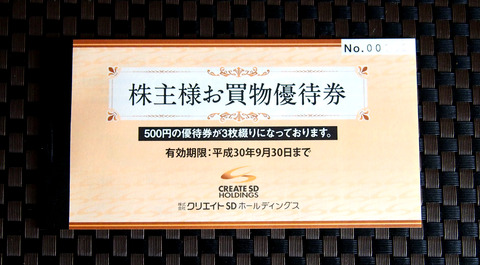 No.00
株主様お買物優待券
500円の優待券が3枚綴りになっております。
有効期限:平成30年9月30日まで
CREATE SD
HOLDINGS
株式会社クリエイトSDホールディングス